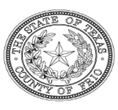 THE STATE OF TEXAS
COUNTY OF FRIO